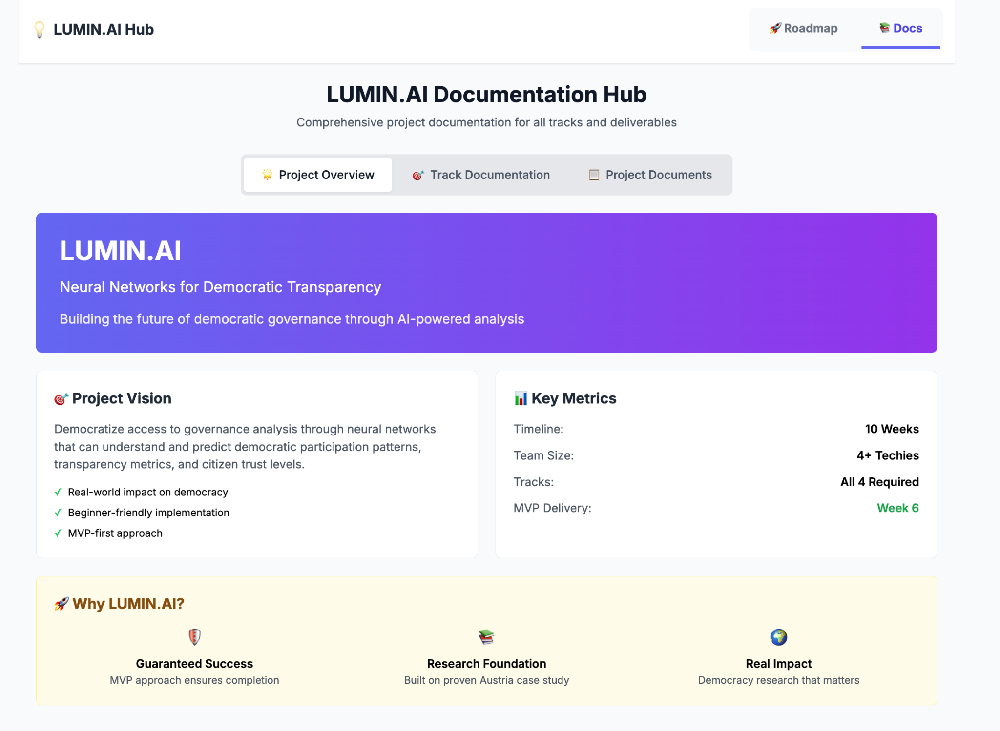 LUMIN.AI Hub
Roadmap
Docs
LUMIN.AI Documentation Hub
Comprehensive project documentation for all tracks and deliverables
Project Overview
Track Documentation
Project Documents
LUMIN.AI
Neural Networks for Democratic Transparency
Building the future of democratic governance through AI-powered analysis
Project Vision
Democratize access to governance analysis through neural networks
that can understand and predict democratic participation patterns,
transparency metrics, and citizen trust levels.
✓ Real-world impact on democracy
✓ Beginner-friendly implementation
✓ MVP-first approach
Key Metrics
Timeline: 10 Weeks
Team Size: 4+ Techies
Tracks: All 4 Required
MVP Delivery: Week 6
Why LUMIN.AI?
Guaranteed Success
MVP approach ensures completion
Research Foundation
Built on proven Austria case study
Real Impact
Democracy research that matters